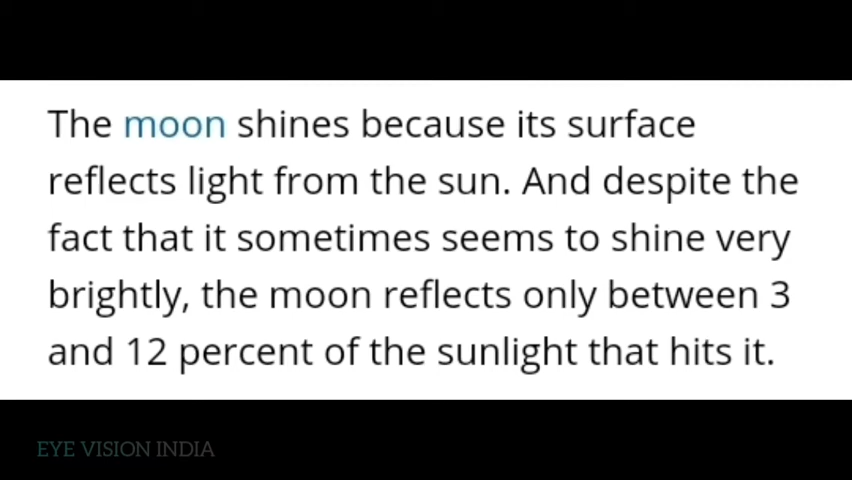 The moon shines because its surface
reflects light from the sun. And despite the
fact that it sometimes seems to shine very
brightly, the moon reflects only between 3
and 12 percent of the sunlight that hits it.
EYE VISION INDIA